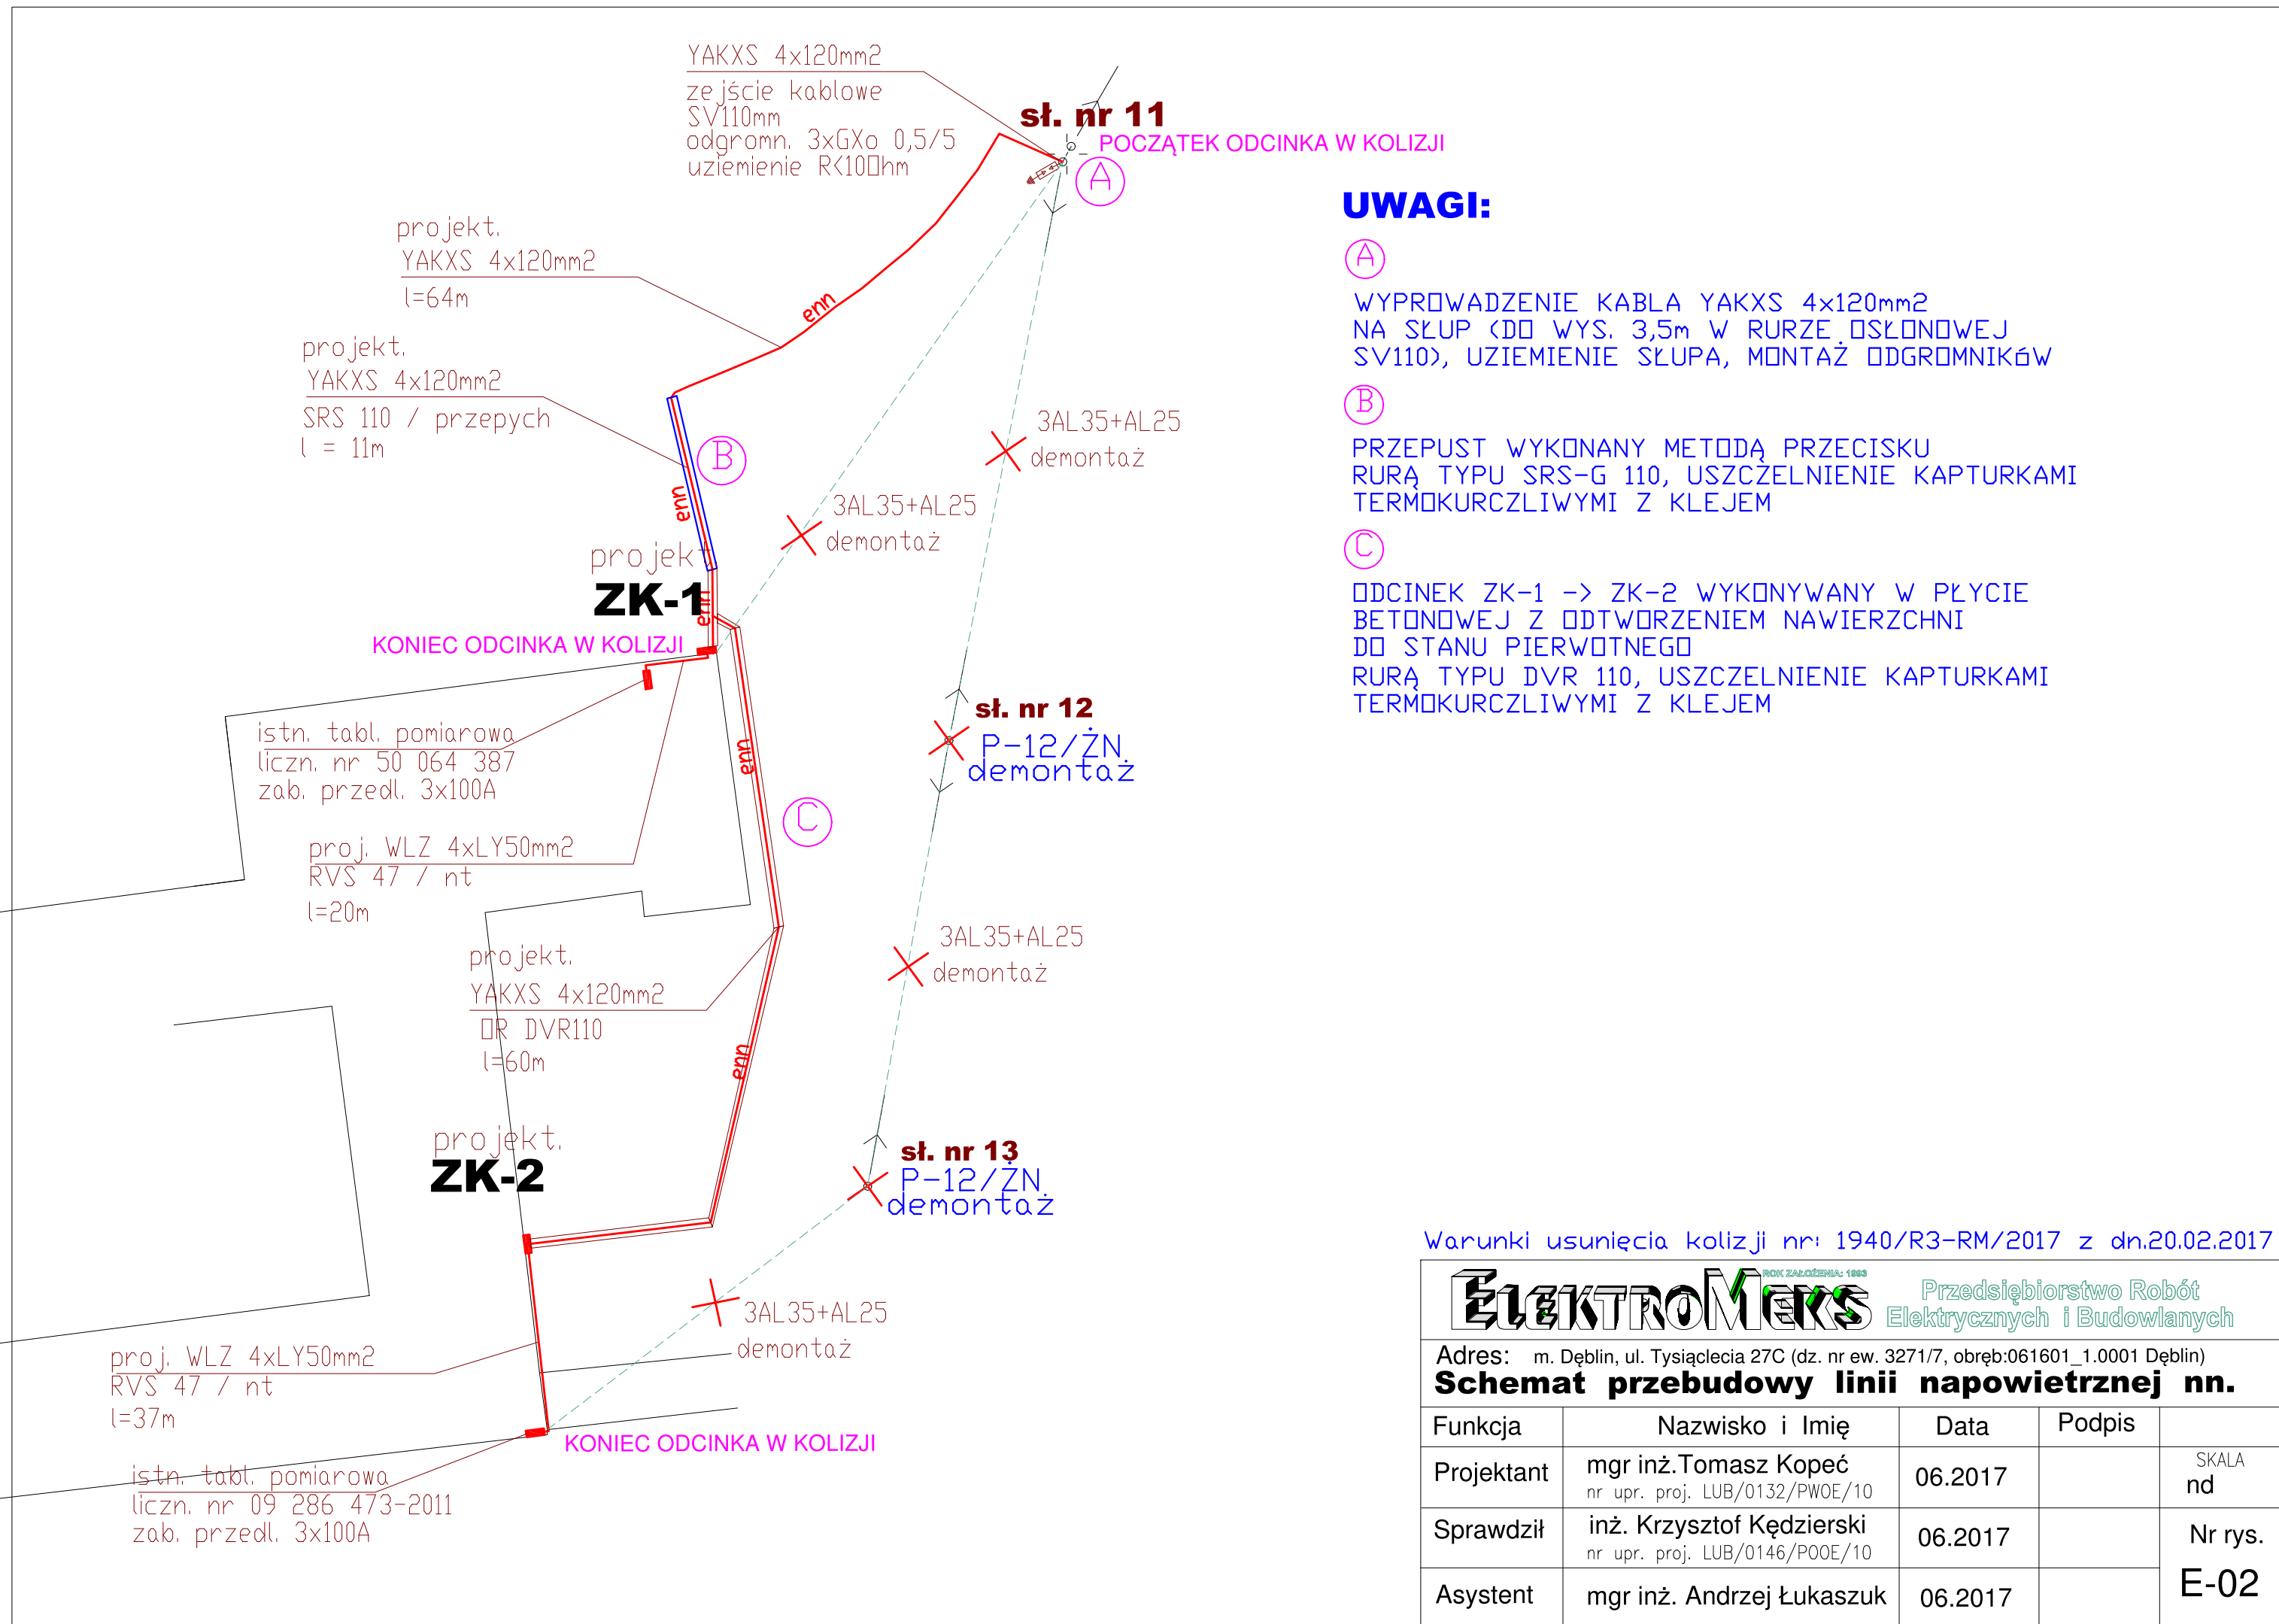 YAKXS 4x120mm2
zejście kablowe
SV110mm
odgromn. 3xGXo 0,5/5
uziemienie R<10Ohm
sł. nr 11
POCZĄTEK ODCINKA W KOLIZJI
A
projekt.
YAKXS 4x120mm2
l=64m
enn
projekt.
YAKXS 4x120mm2
SRS 110 / przepych
l = 11m
B
enn
3AL35+AL25
demontaż
3AL35+AL25
demontaż
projekt
ZK-1
enn
KONIEC ODCINKA W KOLIZJI
istn. tabl. pomiarowa
liczn. nr 50 064 387
zab. przedl. 3x100A
enn
sł. nr 12
P-12/ŻN
demontaż
C
proj. WLZ 4xLY50mm2
RVS 47 / nt
l=20m
projekt.
YAKXS 4x120mm2
OR DVR110
l=60m
3AL35+AL25
demontaż
enn
projekt.
ZK-2
sł. nr 13
P-12/ŻN
demontaż
3AL35+AL25
demontaż
proj. WLZ 4xLY50mm2
RVS 47 / nt
l=37m
KONIEC ODCINKA W KOLIZJI
istn. tabl. pomiarowa
liczn. nr 09 286 473-2011
zab. przedl. 3x100A
UWAGI:
A
WYPROWADZENIE KABLA YAKXS 4x120mm2
NA SŁUP (DO WYS. 3,5m W RURZE OSŁONOWEJ
SV110), UZIEMIENIE SŁUPA, MONTAŻ ODGROMNIKóW
B
PRZEPUST WYKONANY METODĄ PRZECISKU
RURĄ TYPU SRS-G 110, USZCZELNIENIE KAPTURKAMI
TERMOKURCZLIWYMI Z KLEJEM
C
ODCINEK ZK-1 -> ZK-2 WYKONYWANY W PŁYCIE
BETONOWEJ Z ODTWORZENIEM NAWIERZCHNI
DO STANU PIERWOTNEGO
RURĄ TYPU DVR 110, USZCZELNIENIE KAPTURKAMI
TERMOKURCZLIWYMI Z KLEJEM
Warunki usunięcia kolizji nr: 1940/R3-RM/2017 z dn.20.02.2017
ELEKTROMEKS
ROK ZAŁOŻENIA: 1993
Przedsiębiorstwo Robót
Elektrycznych i Budowlanych
Adres: m. Dęblin, ul. Tysiąclecia 27C (dz. nr ew. 3271/7, obręb:061601_1.0001 Dęblin)
Schemat przebudowy linii napowietrznej nn.
Funkcja Nazwisko i Imię Data Podpis
Projektant mgr inż.Tomasz Kopeć 06.2017
nr upr. proj. LUB/0132/PWOE/10
SKALA
nd
Sprawdził inż. Krzysztof Kędzierski 06.2017
nr upr. proj. LUB/0146/POOE/10
Nr rys.
E-02
Asystent mgr inż. Andrzej Łukaszuk 06.2017